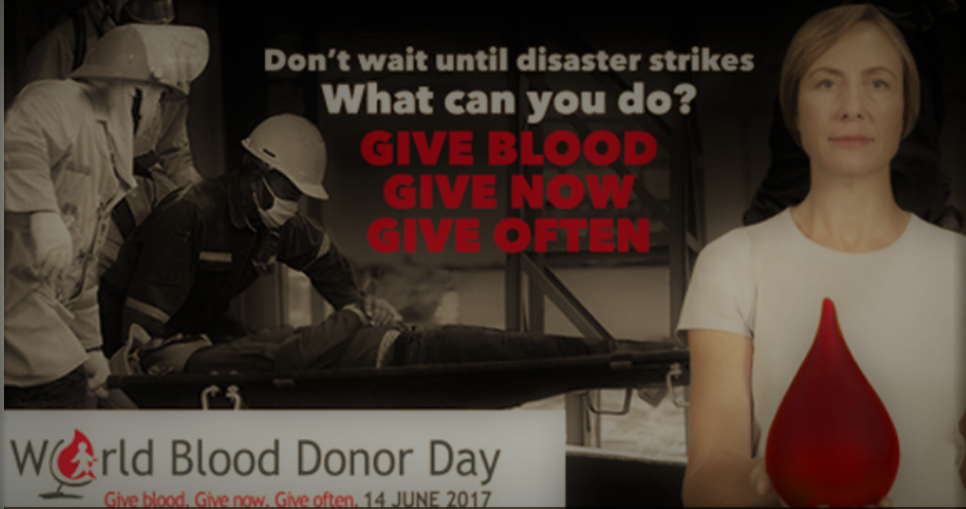 Don't wait until disaster strikes
What can you do?
GIVE BLOOD
GIVE NOW
GIVE OFTEN
World Blood Donor Day
Give blood. Give now. Give often. 14 JUNE 2017